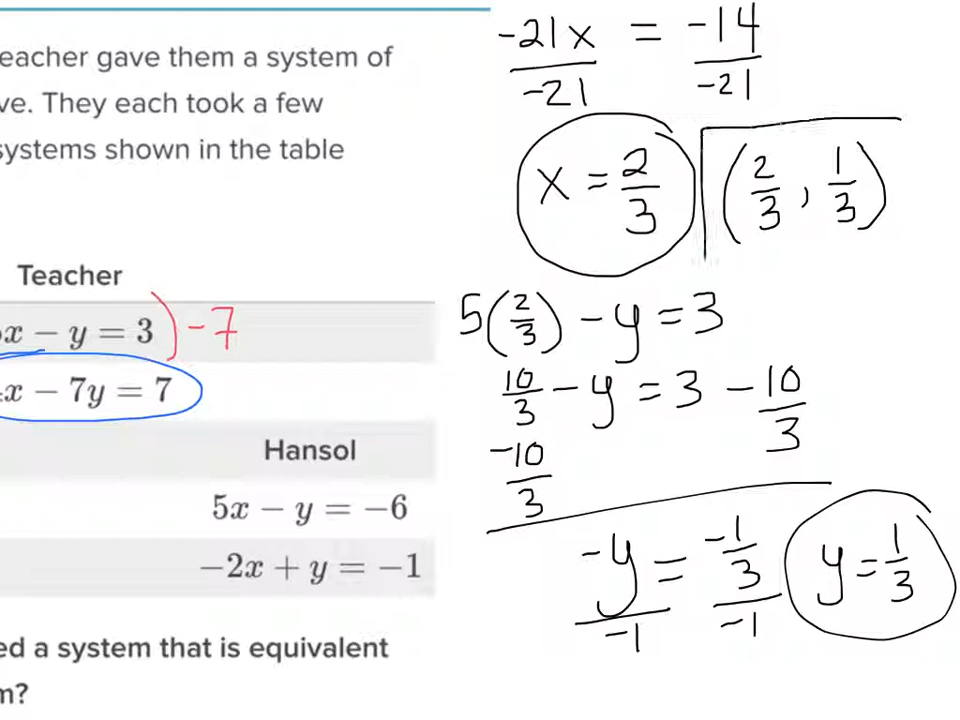 eacher gave them a system of
ve. They each took a few
systems shown in the table
Teacher
x − y = 3 ) -7
x − 7y = 7
Hansol
5x − y = −6
−2x + y = −1
ed a system that is equivalent
m?
-21x/-21 = -14/-21
x = 2/3 (2/3, 1/3)
5(2/3) - y = 3
10/3 - y = 3 - 10/3
-10/3
-y/-1 = -1/3/-1 y = 1/3